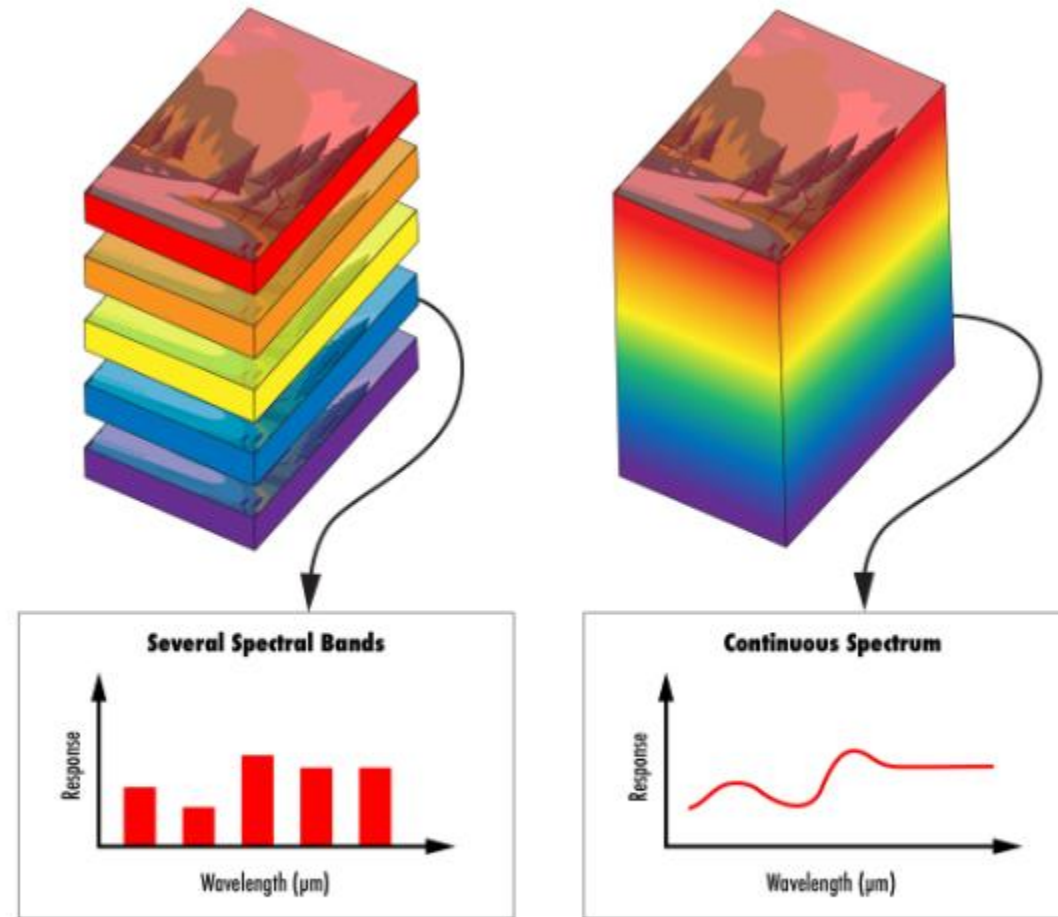 Several Spectral Bands
Response
Wavelength (µm)
Continuous Spectrum
Response
Wavelength (µm)